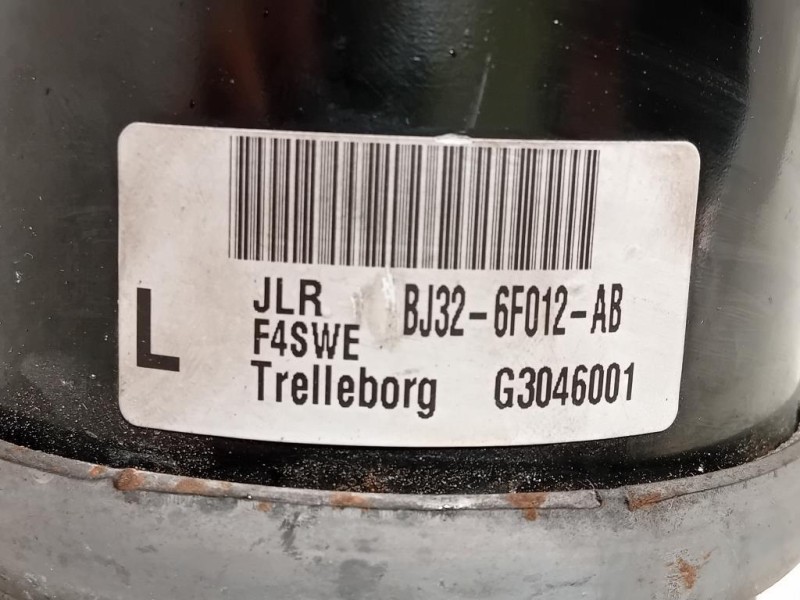 JLR BJ32-6F012-AB
L F4SWE
Trelleborg G3046001